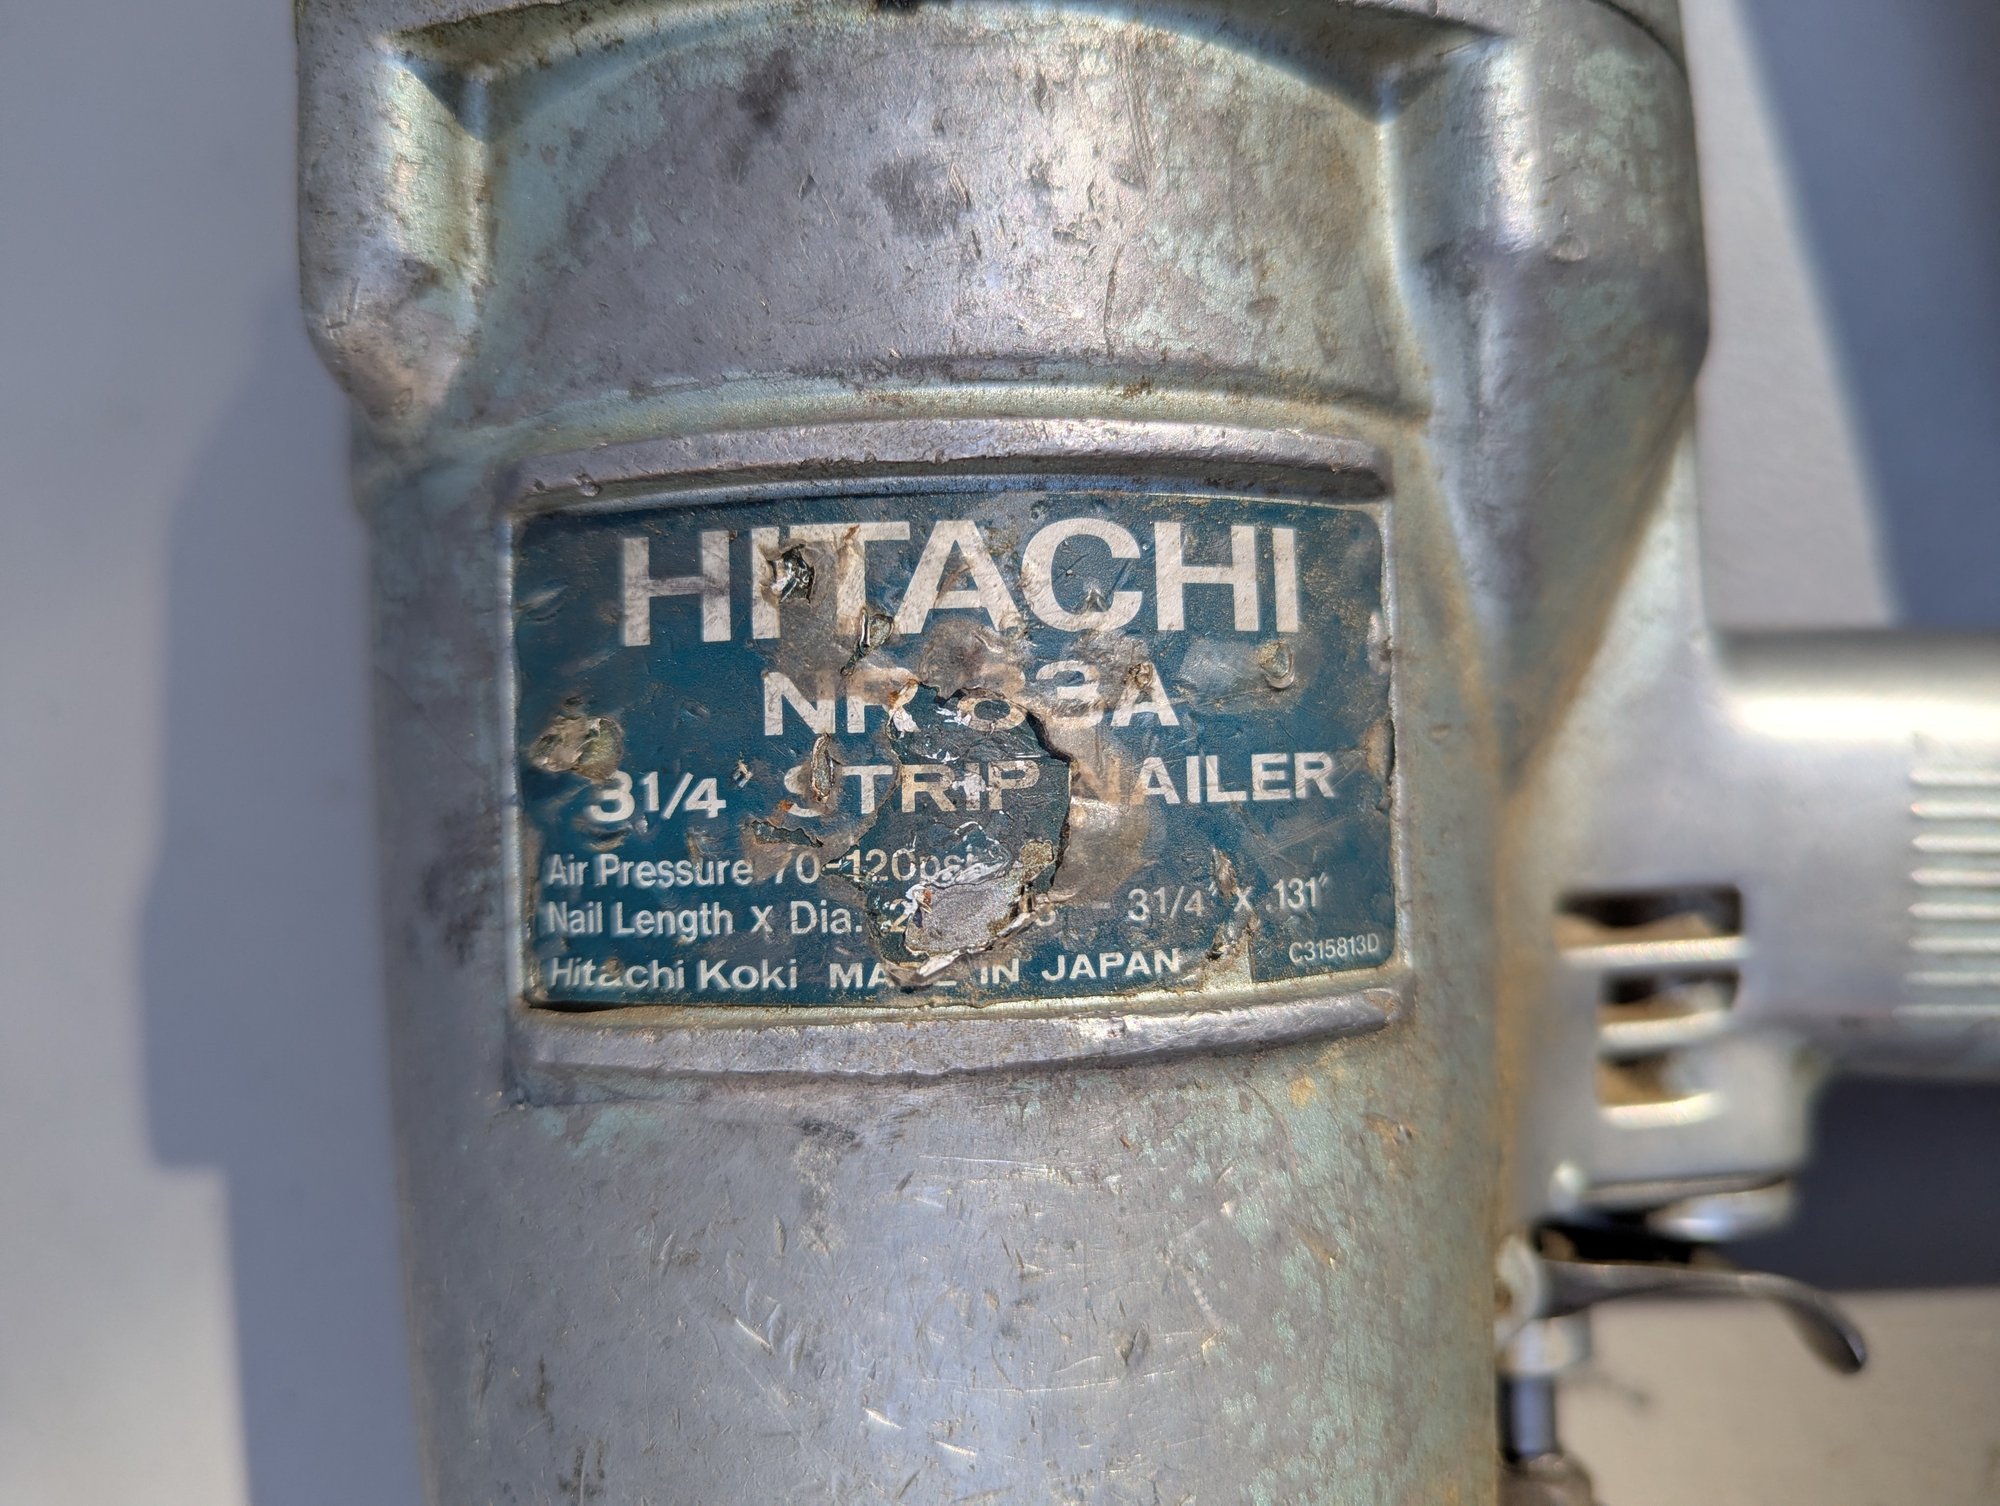 HITACHI
NR 83A
3 1/4" STRIP NAILER
Air Pressure 70-120psi
Nail Length x Dia. 3 1/4" x .131"
Hitachi Koki MADE IN JAPAN
C315813D